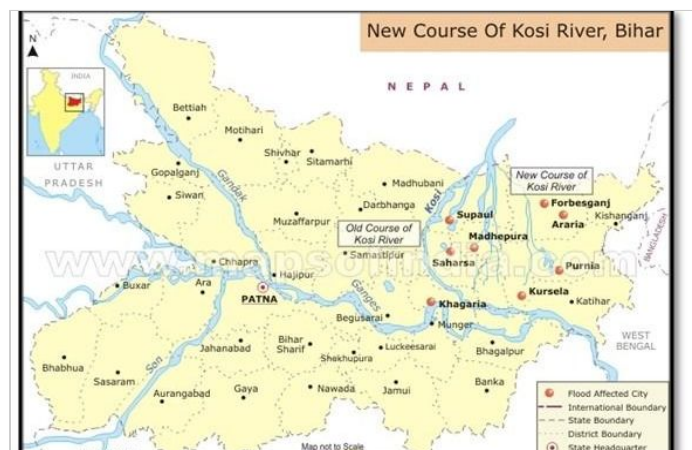 New Course Of Kosi River, Bihar
N
INDIA
NEPAL
UTTAR
PRADESH
Bettiah
Motihari
Shivhar
Sitamarhi
Gopalganj
Siwan
Gandak
Madhubani
Darbhanga
Muzaffarpur
Kosi
Supaul
Madhepura
Saharsa
Old Course of
Kosi River
New Course of
Kosi River
Forbesganj
Araria
Kishanganj
BANGLADESH
Samastipur
www.mapsofindia.com
Chhapra
Hajipur
Purnia
Buxar
Ara
PATNA
Ganges
Begusarai
Khagaria
Munger
Kursela
Katihar
WEST
BENGAL
Bhabhua
Sasaram
Son
Jahanabad
Bihar
Sharif
Shekhupura
Luckeesarai
Bhagalpur
Aurangabad
Gaya
Nawada
Jamui
Banka
Flood Affected City
International Boundary
State Boundary
District Boundary
State Headquarter
Map not to Scale